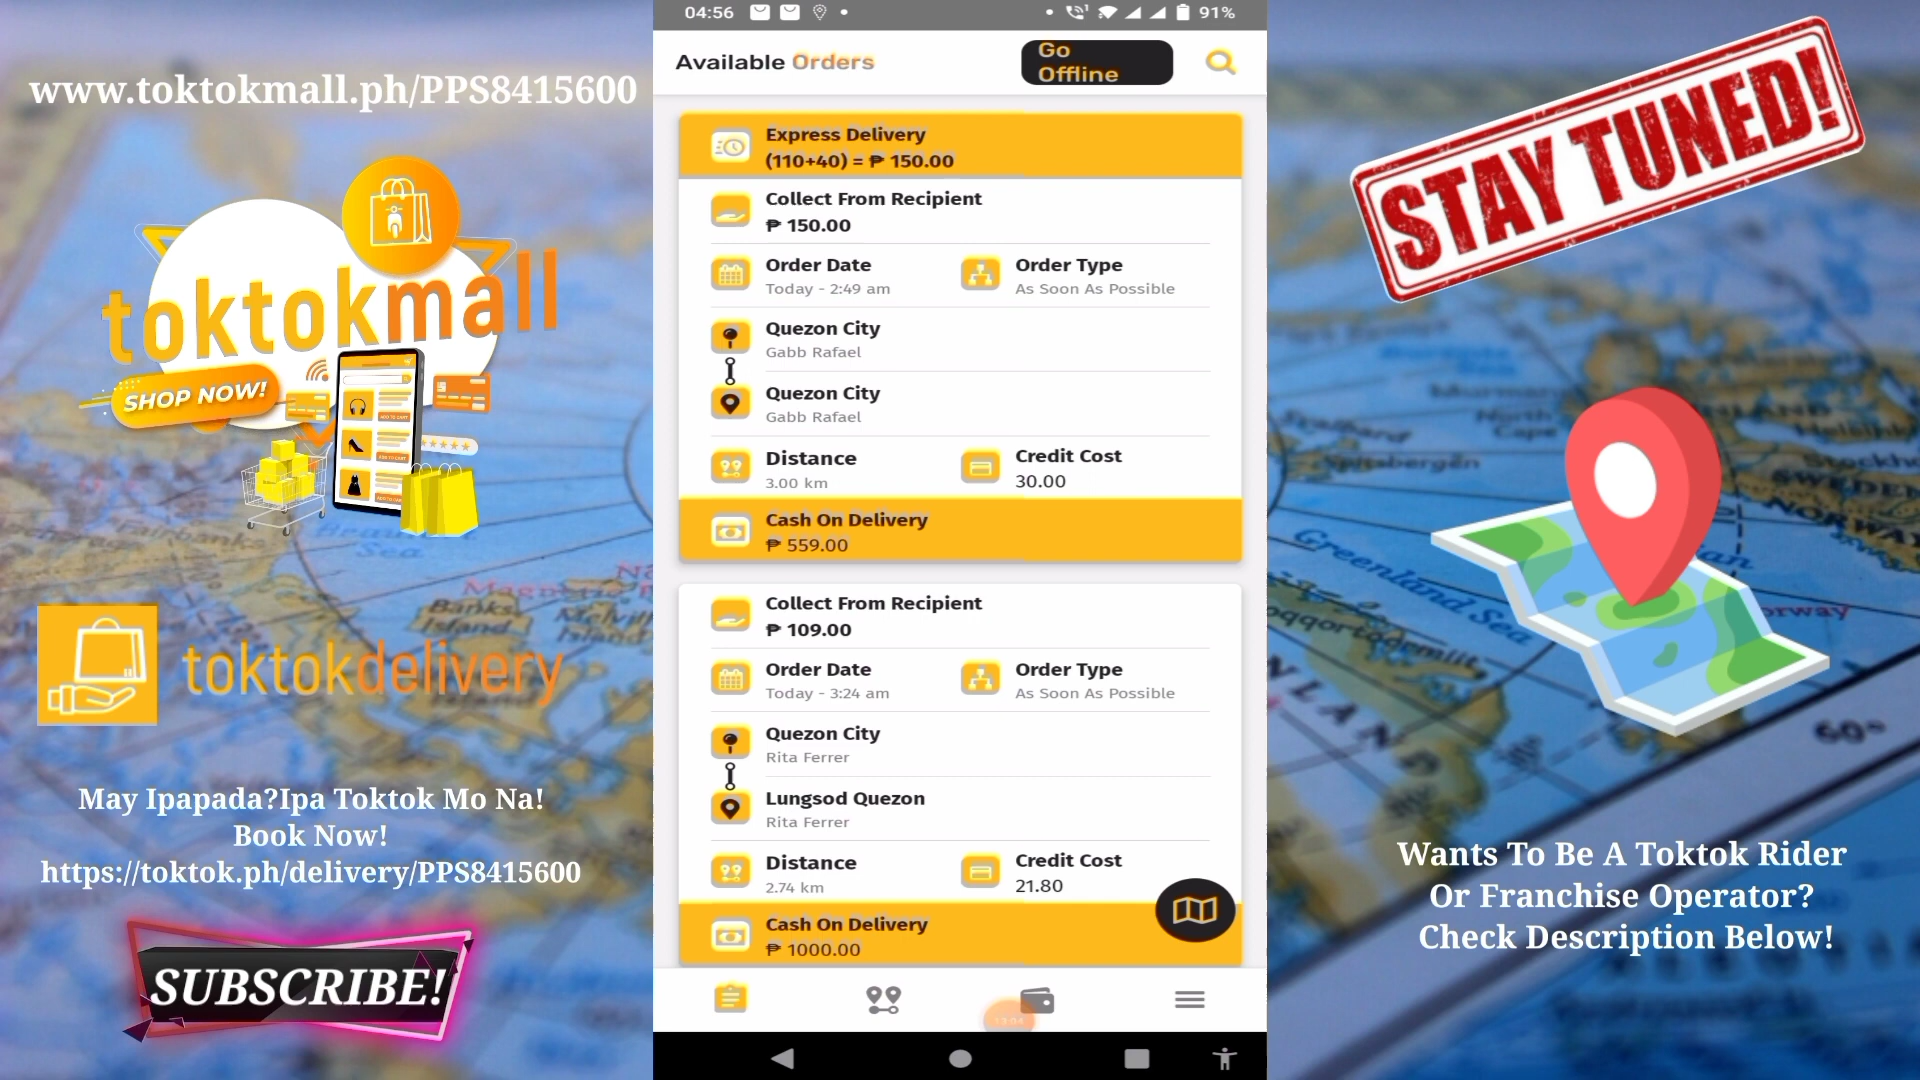 www.toktokmall.ph/PPS8415600
toktokmall
SHOP NOW!
toktokdelivery
May Ipapada?Ipa Toktok Mo Na!
Book Now!
https://toktok.ph/delivery/PPS8415600
SUBSCRIBE!
04:56
91%
Available Orders
Go Offline
Express Delivery
(110+40) = ₱ 150.00
Collect From Recipient
₱ 150.00
Order Date
Today - 2:49 am
Order Type
As Soon As Possible
Quezon City
Gabb Rafael
Quezon City
Gabb Rafael
Distance
3.00 km
Credit Cost
30.00
Cash On Delivery
₱ 559.00
Collect From Recipient
₱ 109.00
Order Date
Today - 3:24 am
Order Type
As Soon As Possible
Quezon City
Rita Ferrer
Lungsod Quezon
Rita Ferrer
Distance
2.74 km
Credit Cost
21.80
Cash On Delivery
₱ 1000.00
13:04
STAY TUNED!
Greenland Sea
Banks
Island
Wants To Be A Toktok Rider
Or Franchise Operator?
Check Description Below!